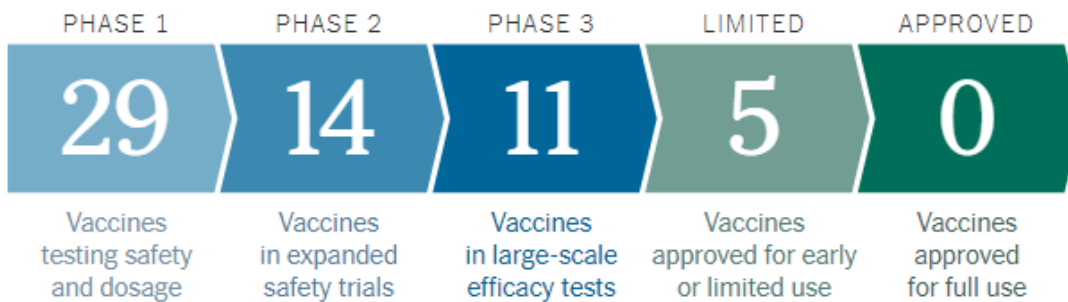 PHASE 1
PHASE 2
PHASE 3
LIMITED
APPROVED
29
14
11
5
0
Vaccines
testing safety
and dosage
Vaccines
in expanded
safety trials
Vaccines
in large-scale
efficacy tests
Vaccines
approved for early
or limited use
Vaccines
approved
for full use